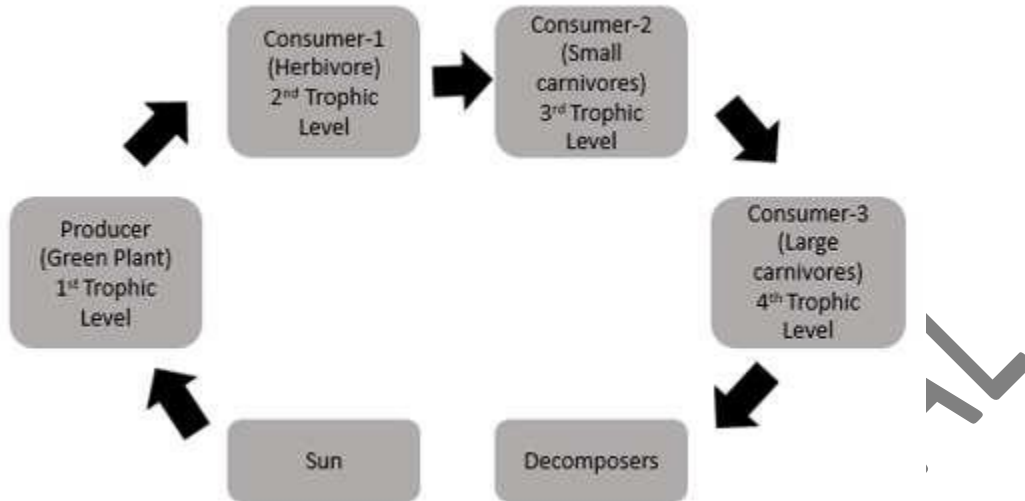 Consumer-1
(Herbivore)
2nd Trophic
Level
Consumer-2
(Small
carnivores)
3rd Trophic
Level
Producer
(Green Plant)
1st Trophic
Level
Consumer-3
(Large
carnivores)
4th Trophic
Level
Sun
Decomposers